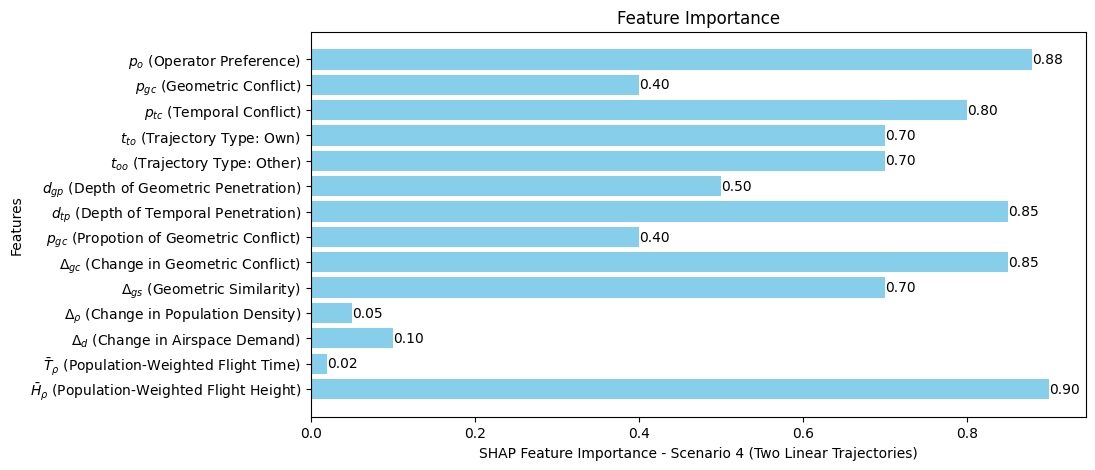 Feature Importance
p_o (Operator Preference) 0.88
p_gc (Geometric Conflict) 0.40
p_tc (Temporal Conflict) 0.80
t_to (Trajectory Type: Own) 0.70
t_oo (Trajectory Type: Other) 0.70
d_gp (Depth of Geometric Penetration) 0.50
d_tp (Depth of Temporal Penetration) 0.85
p_gc (Propotion of Geometric Conflict) 0.40
Δ_gc (Change in Geometric Conflict) 0.85
Δ_gs (Geometric Similarity) 0.70
Δ_ρ (Change in Population Density) 0.05
Δ_d (Change in Airspace Demand) 0.10
T̄_ρ (Population-Weighted Flight Time) 0.02
H̄_ρ (Population-Weighted Flight Height) 0.90
Features
0.0 0.2 0.4 0.6 0.8
SHAP Feature Importance - Scenario 4 (Two Linear Trajectories)